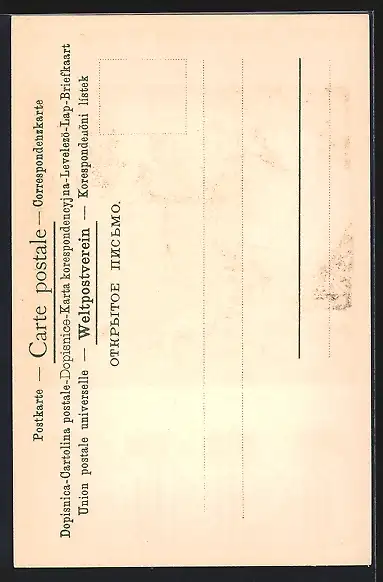 Postkarte — Carte postale — Correspondenzkarte
Dopisnica-Cartolina postale-Dopisnice-Karta korespondencyjna-Levelező-Lap-Briefkaart
Union postale universelle — Weltpostverein — Korespondenční lístek
ОТКРЫТОЕ ПИСЬМО.